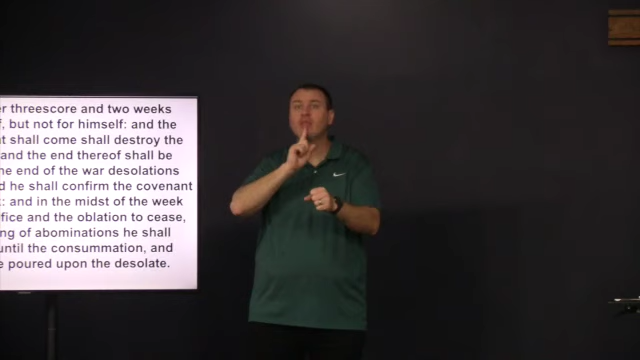 r threescore and two weeks
f, but not for himself: and the
t shall come shall destroy the
and the end thereof shall be
e end of the war desolations
d he shall confirm the covenant
: and in the midst of the week
fice and the oblation to cease,
ng of abominations he shall
until the consummation, and
e poured upon the desolate.